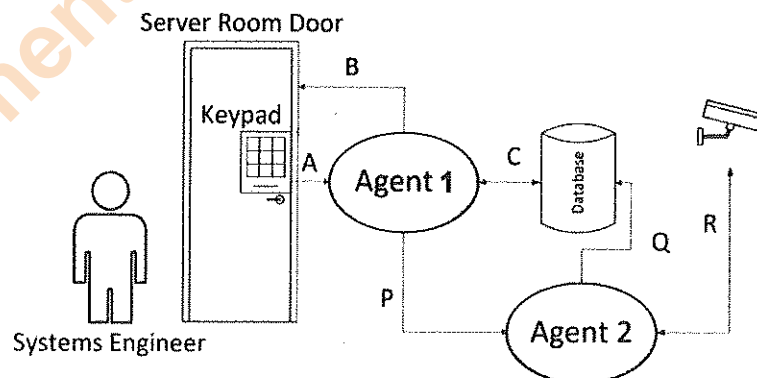 Server Room Door
B
Keypad
A
Agent 1
C
Database
R
Q
P
Agent 2
Systems Engineer